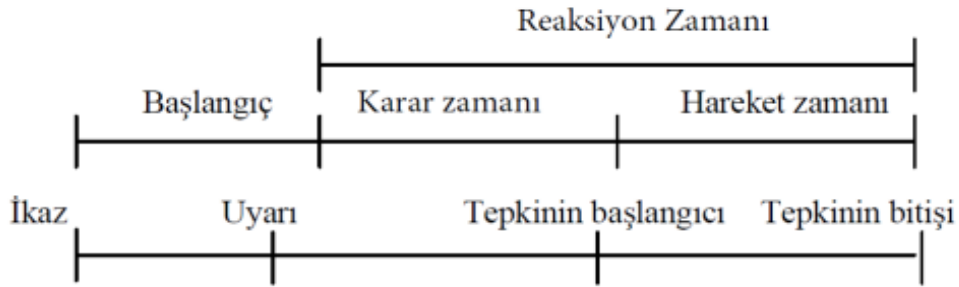 Reaksiyon Zamanı
Başlangıç Karar zamanı Hareket zamanı
İkaz Uyarı Tepkinin başlangıcı Tepkinin bitişi